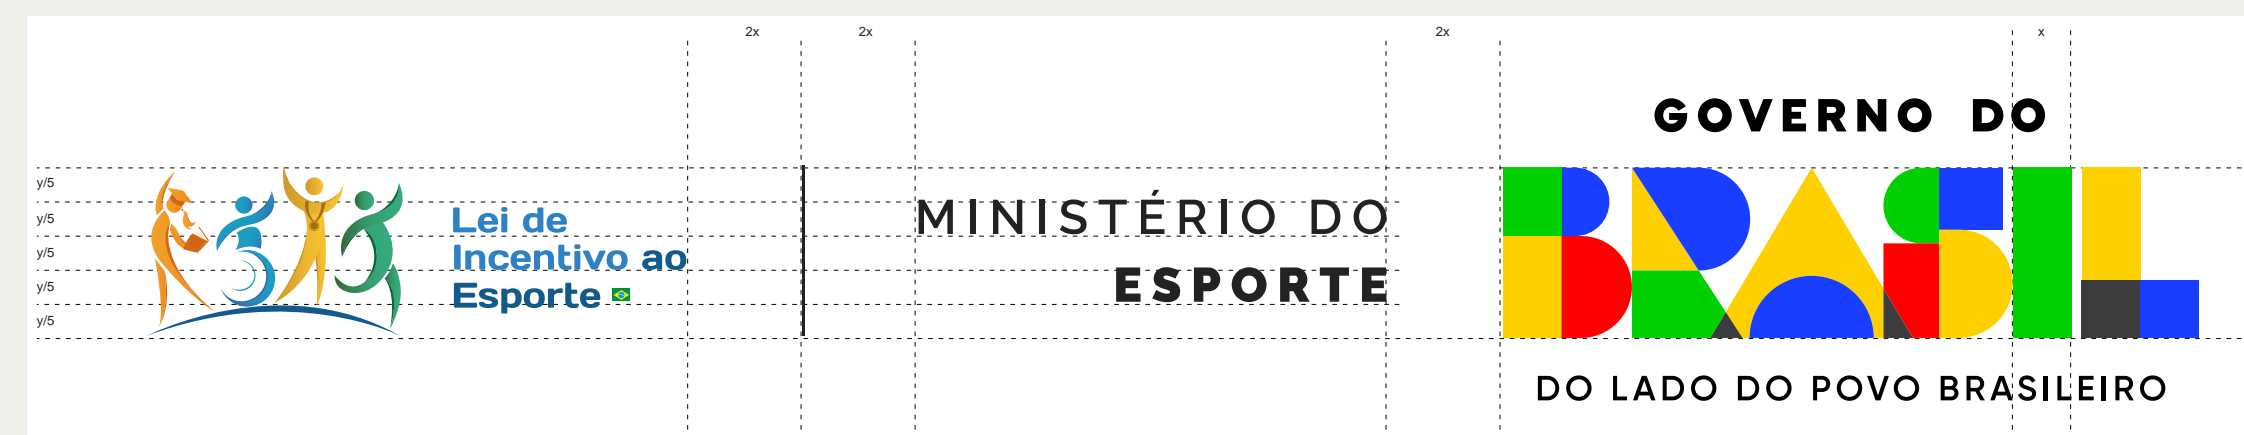 2x
2x
2x
x
GOVERNO DO
y/5
y/5
y/5
y/5
y/5
Lei de
Incentivo ao
Esporte
MINISTÉRIO DO
ESPORTE
BRASIL
DO LADO DO POVO BRASILEIRO